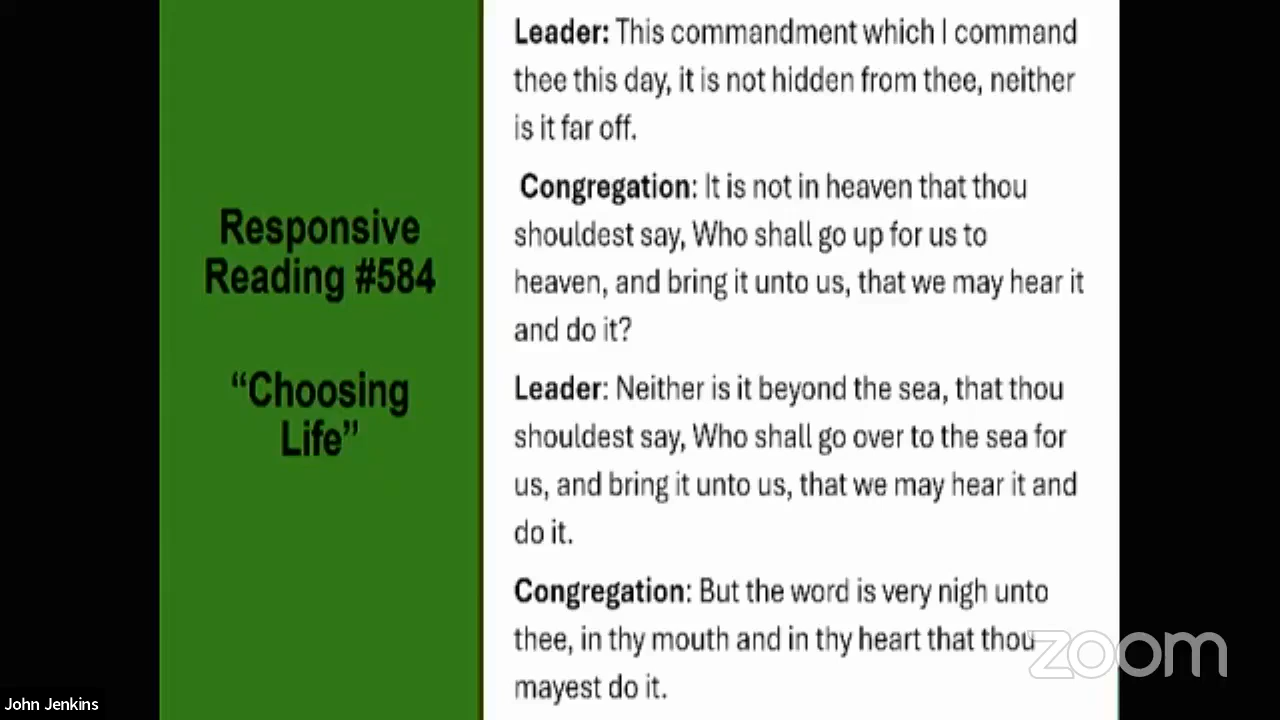 Responsive
Reading #584
“Choosing
Life”
Leader: This commandment which I command
thee this day, it is not hidden from thee, neither
is it far off.
Congregation: It is not in heaven that thou
shouldest say, Who shall go up for us to
heaven, and bring it unto us, that we may hear it
and do it?
Leader: Neither is it beyond the sea, that thou
shouldest say, Who shall go over to the sea for
us, and bring it unto us, that we may hear it and
do it.
Congregation: But the word is very nigh unto
thee, in thy mouth and in thy heart that thou
mayest do it.
zoom
John Jenkins